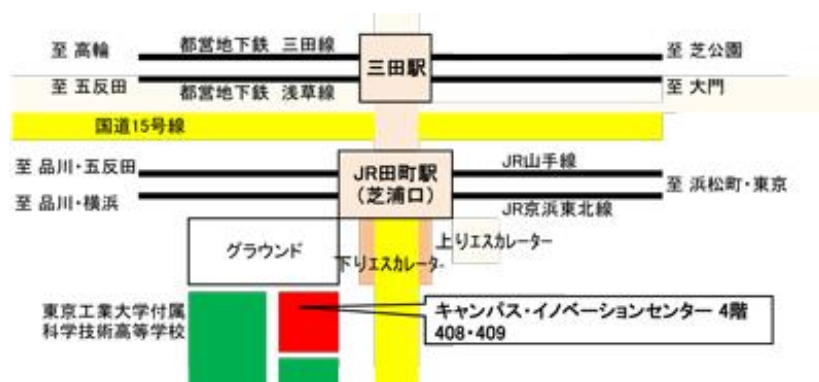 至 高輪
都営地下鉄 三田線
三田駅
至 芝公園
至 五反田
都営地下鉄 浅草線
至 大門
国道15号線
至 品川・五反田
JR田町駅
(芝浦口)
JR山手線
至 浜松町・東京
至 品川・横浜
JR京浜東北線
グラウンド
上りエスカレーター
下りエスカレーター
東京工業大学付属
科学技術高等学校
キャンパス・イノベーションセンター 4階
408・409